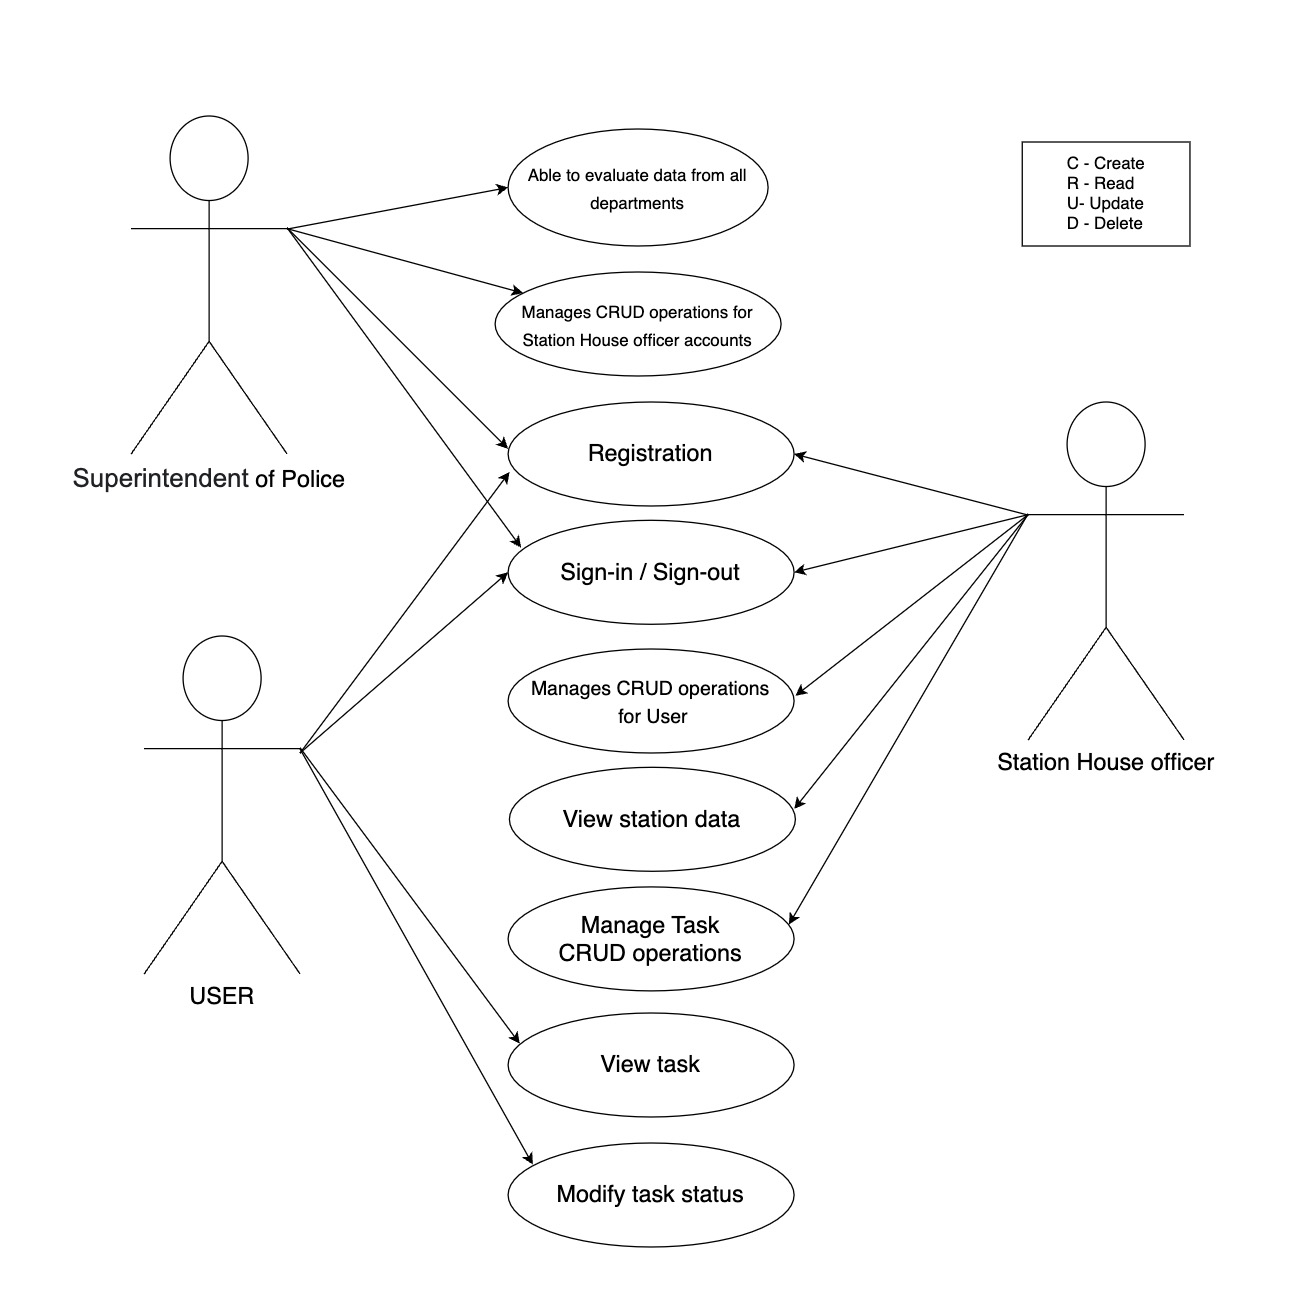 Able to evaluate data from all
departments
C - Create
R - Read
U- Update
D - Delete
Manages CRUD operations for
Station House officer accounts
Registration
Superintendent of Police
Sign-in / Sign-out
Manages CRUD operations
for User
Station House officer
View station data
Manage Task
CRUD operations
USER
View task
Modify task status